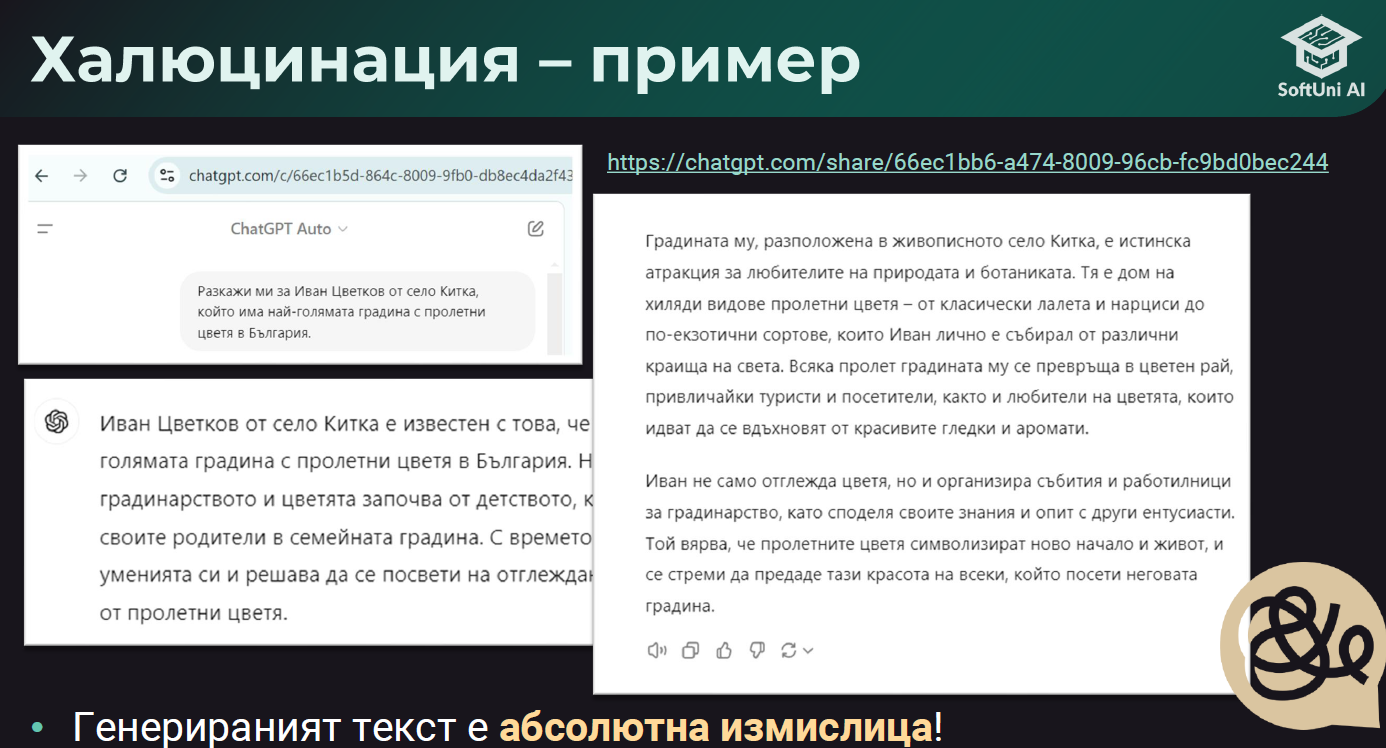 Халюцинация – пример
SoftUni AI
chatgpt.com/c/66ec1b5d-864c-8009-9fb0-db8ec4da2f43
ChatGPT Auto
Разкажи ми за Иван Цветков от село Китка,
който има най-голямата градина с пролетни
цветя в България.
Иван Цветков от село Китка е известен с това, че
голямата градина с пролетни цветя в България. Н
градинарството и цветята започва от детството, к
своите родители в семейната градина. С времето
уменията си и решава да се посвети на отглеждан
от пролетни цветя.
https://chatgpt.com/share/66ec1bb6-a474-8009-96cb-fc9bd0bec244
Градината му, разположена в живописното село Китка, е истинска
атракция за любителите на природата и ботаниката. Тя е дом на
хиляди видове пролетни цветя – от класически лалета и нарциси до
по-екзотични сортове, които Иван лично е събирал от различни
краища на света. Всяка пролет градината му се превръща в цветен рай,
привличайки туристи и посетители, както и любители на цветята, които
идват да се вдъхновят от красивите гледки и аромати.
Иван не само отглежда цветя, но и организира събития и работилници
за градинарство, като споделя своите знания и опит с други ентусиасти.
Той вярва, че пролетните цветя символизират ново начало и живот, и
се стреми да предаде тази красота на всеки, който посети неговата
градина.
• Генерираният текст е абсолютна измислица!